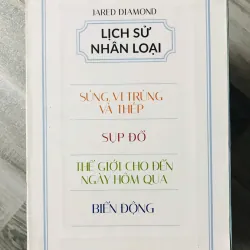 JARED DIAMOND
LỊCH SỬ
NHÂN LOẠI
SÚNG, VI TRÙNG
VÀ THÉP
SỤP ĐỔ
THẾ GIỚI CHO ĐẾN
NGÀY HÔM QUA
BIẾN ĐỘNG